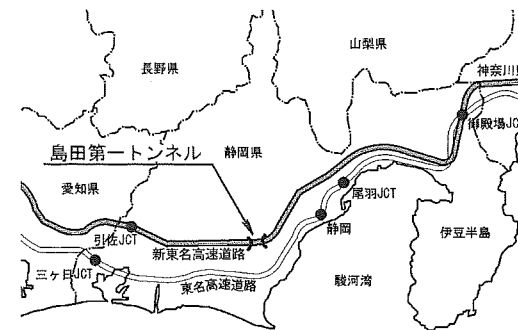 山梨県
長野県
神奈川県
御殿場JCT
島田第一トンネル
静岡県
愛知県
尾羽JCT
引佐JCT
静岡
伊豆半島
新東名高速道路
三ヶ日JCT
東名高速道路
駿河湾